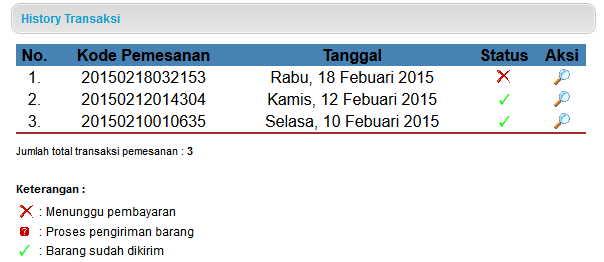 History Transaksi
No. Kode Pemesanan Tanggal Status Aksi
1. 20150218032153 Rabu, 18 Febuari 2015
2. 20150212014304 Kamis, 12 Febuari 2015
3. 20150210010635 Selasa, 10 Febuari 2015
Jumlah total transaksi pemesanan : 3
Keterangan :
: Menunggu pembayaran
: Proses pengiriman barang
: Barang sudah dikirim